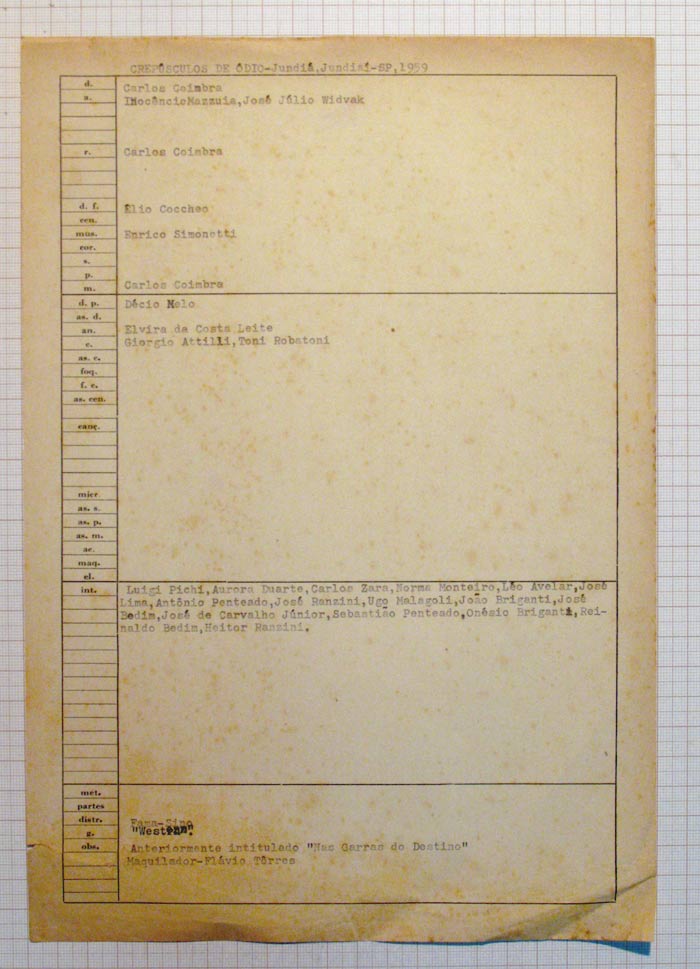 CREPÚSCULOS DE ÓDIO-Jundiá,Jundiaí-SP,1959
d. Carlos Coimbra
a. InocêncioMazzuia,José Júlio Widvak
r. Carlos Coimbra
d. f. Élio Coccheo
cen.
mus. Enrico Simonetti
cor.
s.
p.
m. Carlos Coimbra
d. p. Décio Melo
as. d.
an. Elvira da Costa Leite
c. Giorgio Attilli,Toni Robatoni
as. c.
foq.
f. c.
as. cen.
canç.
micr.
as. s.
as. p.
as. m.
ac.
maq.
el.
int. Luigi Pichi,Aurora Duarte,Carlos Zara,Norma Monteiro,Léo Avelar,José
Lima,Antônio Penteado,José Ranzini,Ugo Malagoli,João Briganti,José
Bedim,José de Carvalho Júnior,Sebastião Penteado,Onésio Briganti,Rei-
naldo Bedim,Heitor Ranzini.
met.
partes
distr. Fama-
g. "Western".
obs. Anteriormente intitulado "Nas Garras do Destino"
Maquilador-Flávio Tôrres